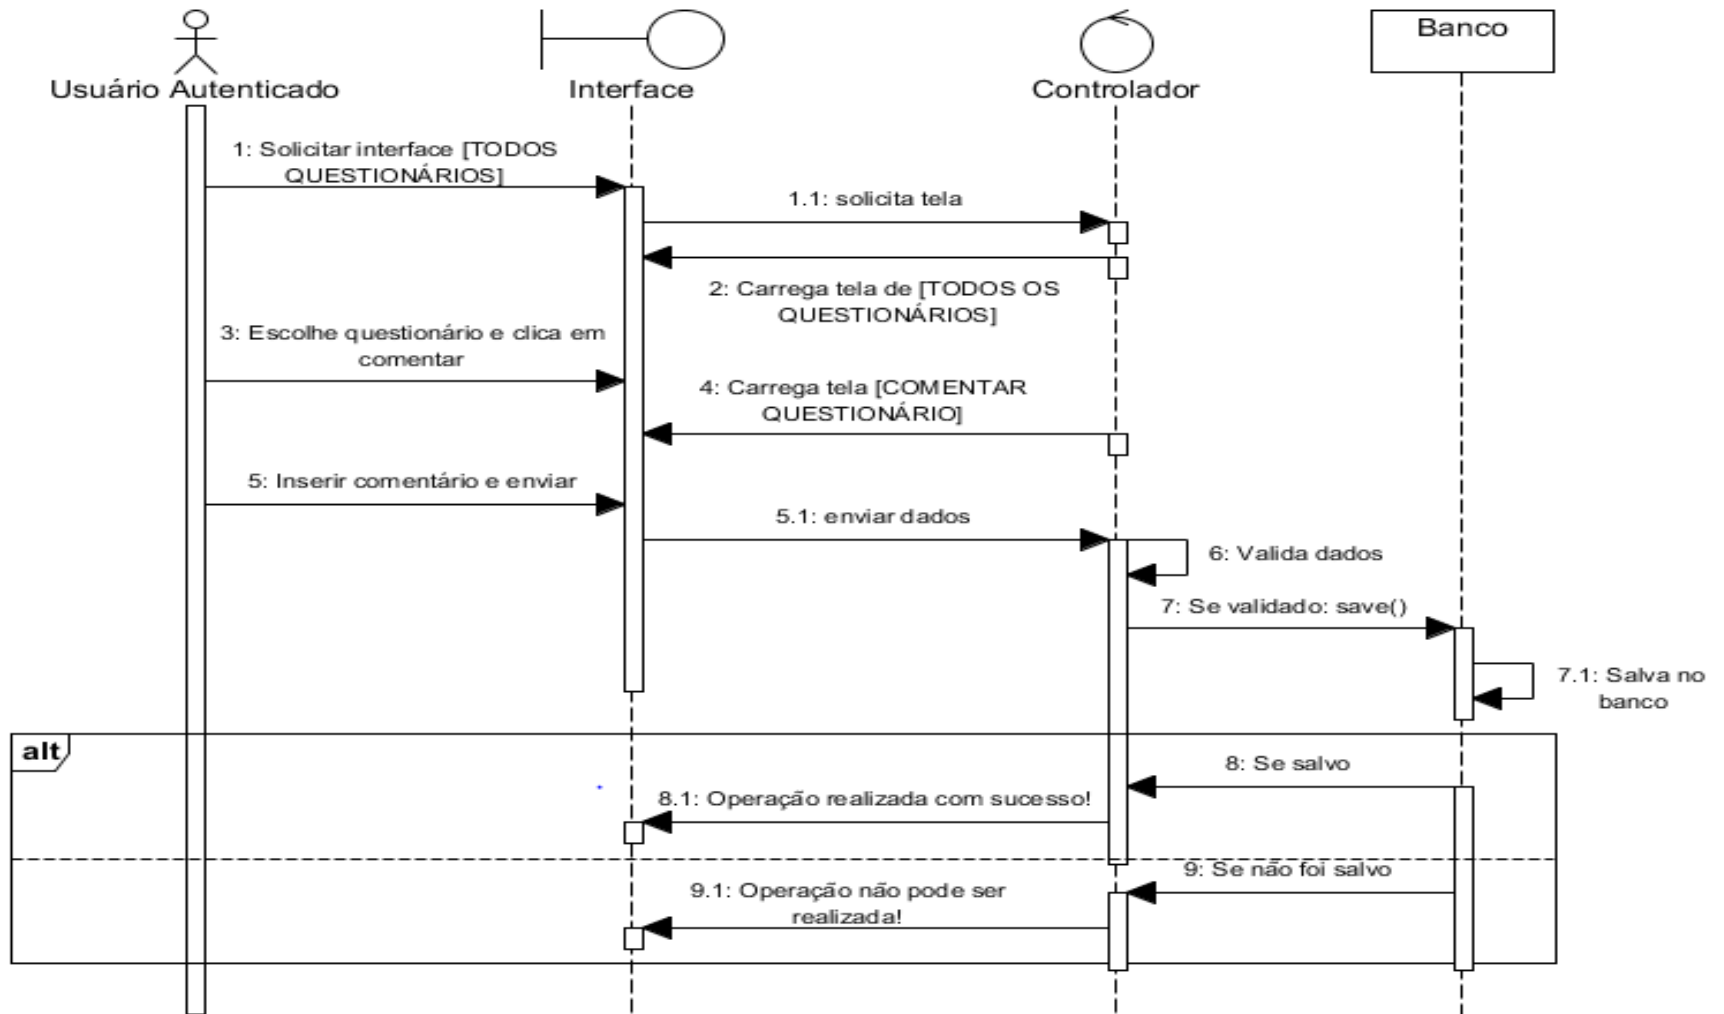 Banco
Usuário Autenticado
Interface
Controlador
1: Solicitar interface [TODOS
QUESTIONÁRIOS]
1.1: solicita tela
2: Carrega tela de [TODOS OS
QUESTIONÁRIOS]
3: Escolhe questionário e clica em
comentar
4: Carrega tela [COMENTAR
QUESTIONÁRIO]
5: Inserir comentário e enviar
5.1: enviar dados
6: Valida dados
7: Se validado: save()
7.1: Salva no
banco
alt
8: Se salvo
8.1: Operação realizada com sucesso!
9: Se não foi salvo
9.1: Operação não pode ser
realizada!